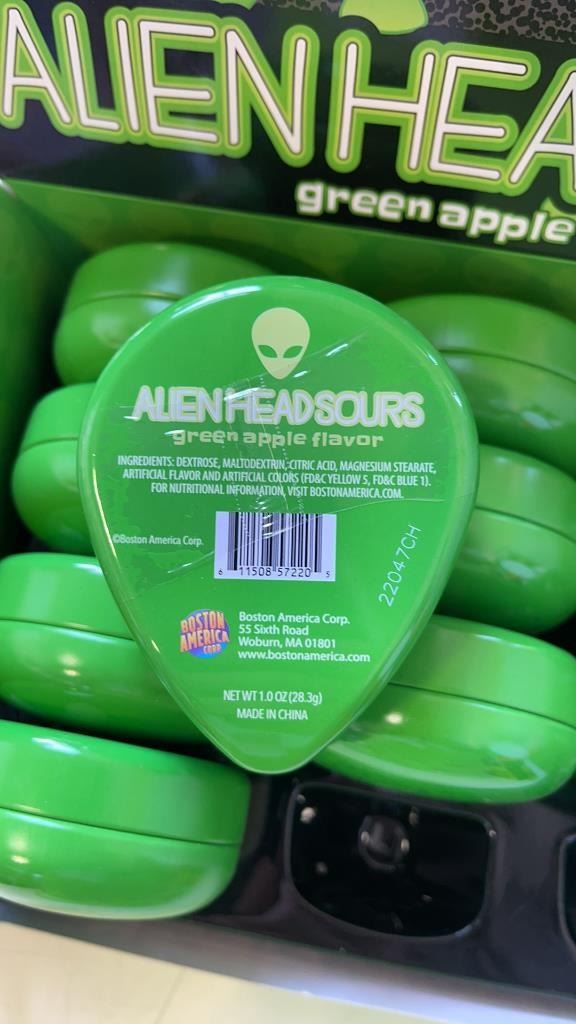 ALIEN HEA
green apple
ALIEN HEAD SOURS
green apple flavor
INGREDIENTS: DEXTROSE, MALTODEXTRIN, CITRIC ACID, MAGNESIUM STEARATE,
ARTIFICIAL FLAVOR AND ARTIFICIAL COLORS (FD&C YELLOW 5, FD&C BLUE 1).
FOR NUTRITIONAL INFORMATION, VISIT BOSTONAMERICA.COM.
©Boston America Corp.
6 11508 57220 5
22047CH
BOSTON
AMERICA
CORP
Boston America Corp.
55 Sixth Road
Woburn, MA 01801
www.bostonamerica.com
NET WT 1.0 OZ (28.3g)
MADE IN CHINA